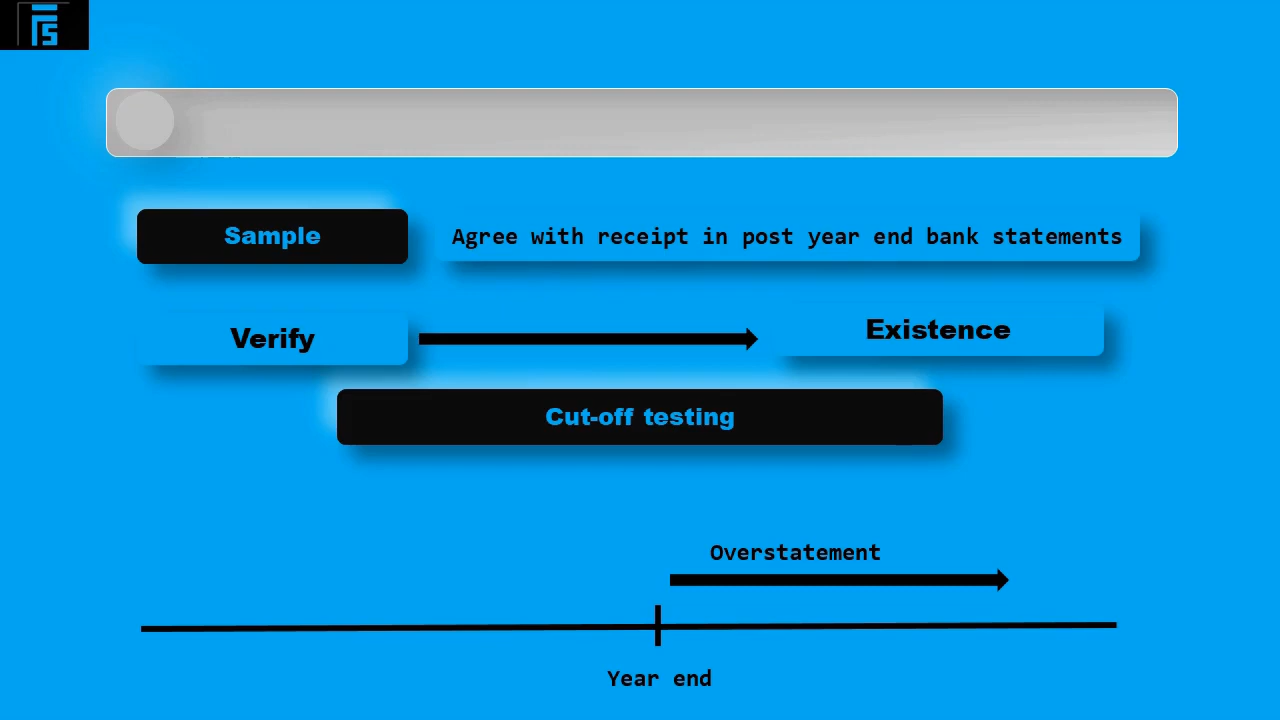 Sample
Agree with receipt in post year end bank statements
Verify
Existence
Cut-off testing
Overstatement
Year end